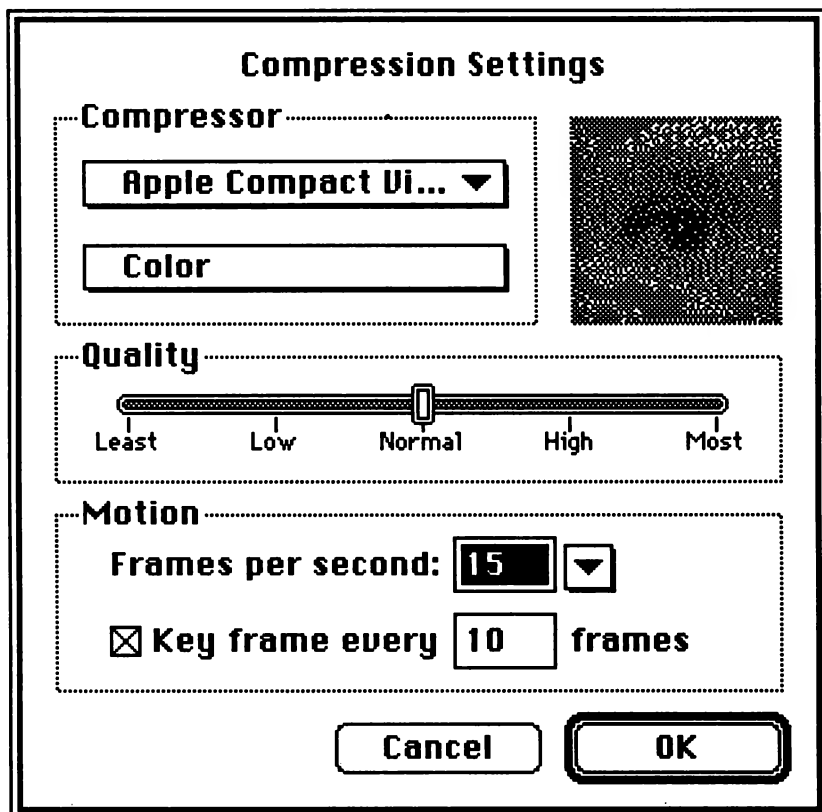 Compression Settings
Compressor
Apple Compact Vi...
Color
Quality
Least Low Normal High Most
Motion
Frames per second: 15
Key frame every 10 frames
Cancel OK